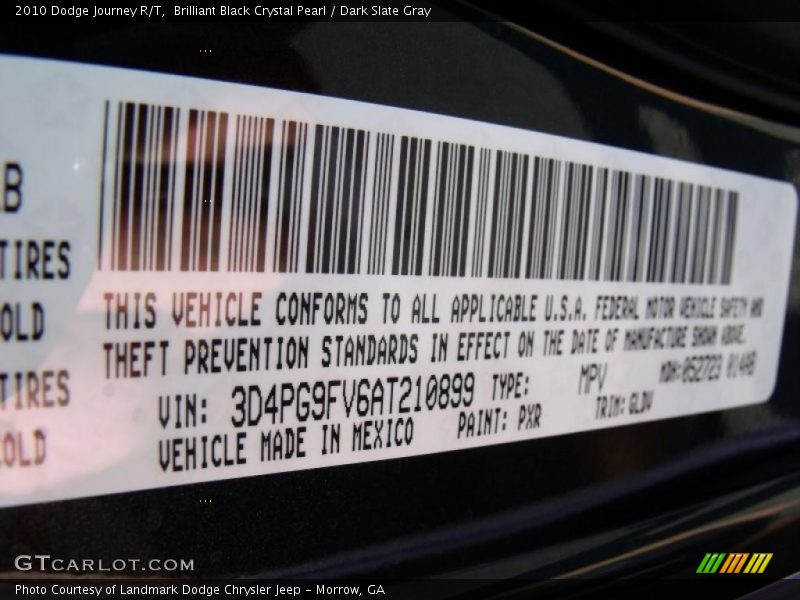 2010 Dodge Journey R/T,  Brilliant Black Crystal Pearl / Dark Slate Gray
B
TIRES
OLD
TIRES
OLD
THIS VEHICLE CONFORMS TO ALL APPLICABLE U.S.A. FEDERAL MOTOR VEHICLE SAFETY AND
THEFT PREVENTION STANDARDS IN EFFECT ON THE DATE OF MANUFACTURE SHOWN ABOVE.
VIN: 3D4PG9FV6AT210899 TYPE: MPV MDH:052723 014AB
VEHICLE MADE IN MEXICO PAINT: PXR TRIM: GLDV
GTCARLOT.COM
Photo Courtesy of Landmark Dodge Chrysler Jeep – Morrow, GA